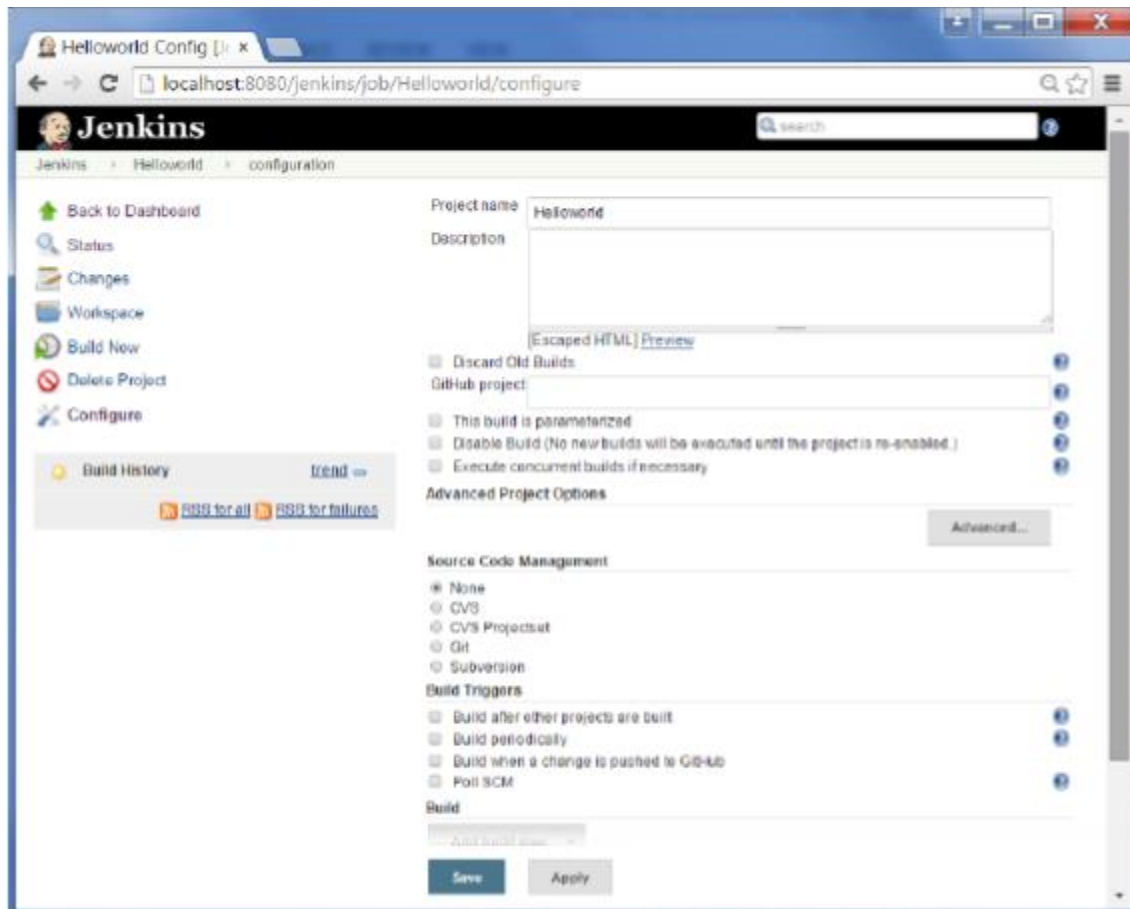 Helloworld Config [Je
localhost:8080/jenkins/job/Helloworld/configure
Jenkins
search
Jenkins Helloworld configuration
Back to Dashboard
Status
Changes
Workspace
Build Now
Delete Project
Configure
Build History trend
RSS for all RSS for failures
Project name Helloworld
Description
[Escaped HTML] Preview
Discard Old Builds
GitHub project
This build is parameterized
Disable Build (No new builds will be executed until the project is re-enabled.)
Execute concurrent builds if necessary
Advanced Project Options
Advanced...
Source Code Management
None
CVS
CVS Projectset
Git
Subversion
Build Triggers
Build after other projects are built
Build periodically
Build when a change is pushed to GitHub
Poll SCM
Build
Add build step
Save Apply